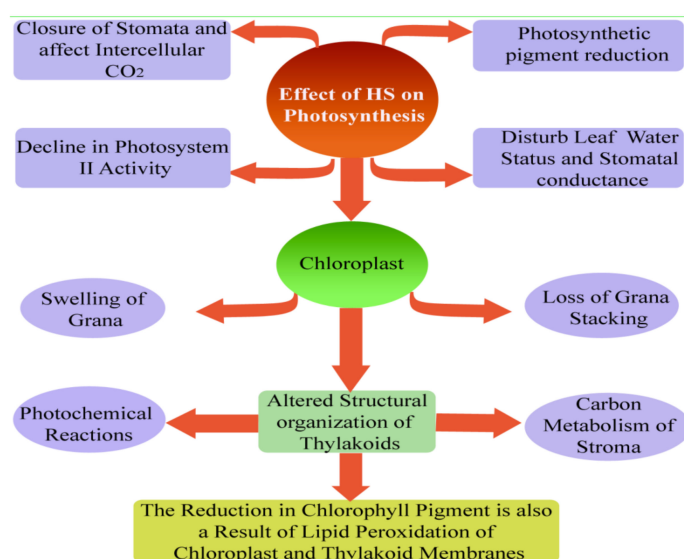 Closure of Stomata and
affect Intercellular
CO2
Photosynthetic
pigment reduction
Effect of HS on
Photosynthesis
Decline in Photosystem
II Activity
Disturb Leaf Water
Status and Stomatal
conductance
Chloroplast
Swelling of
Grana
Loss of Grana
Stacking
Photochemical
Reactions
Altered Structural
organization of
Thylakoids
Carbon
Metabolism of
Stroma
The Reduction in Chlorophyll Pigment is also
a Result of Lipid Peroxidation of
Chloroplast and Thylakoid Membranes